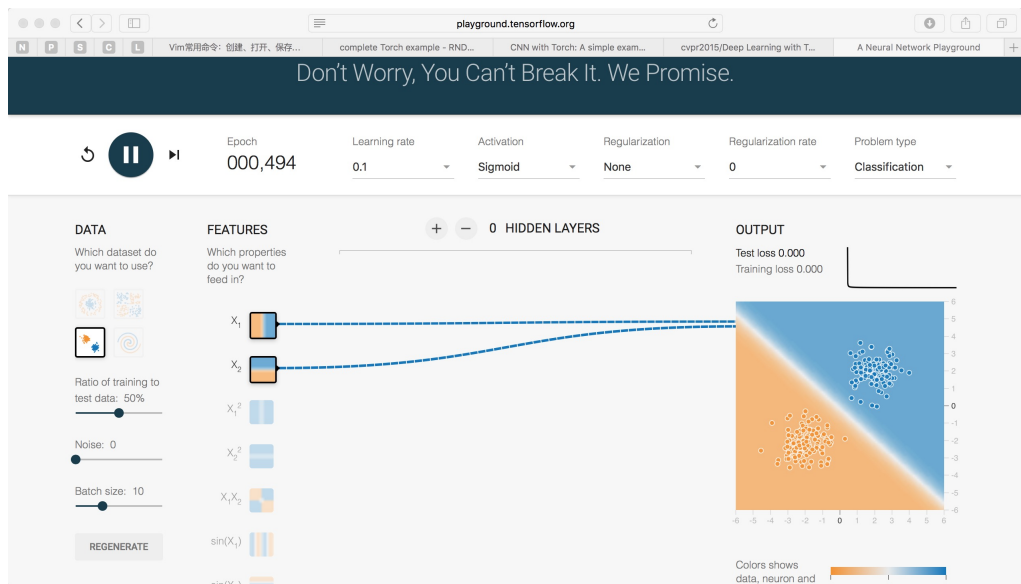 playground.tensorflow.org
N P S C L Vim常用命令：创建、打开、保存... complete Torch example - RND... CNN with Torch: A simple exam... cvpr2015/Deep Learning with T... A Neural Network Playground +
Don't Worry, You Can't Break It. We Promise.
Epoch
000,494
Learning rate
0.1
Activation
Sigmoid
Regularization
None
Regularization rate
0
Problem type
Classification
DATA
Which dataset do
you want to use?
Ratio of training to
test data: 50%
Noise: 0
Batch size: 10
REGENERATE
FEATURES
Which properties
do you want to
feed in?
X₁
X₂
X₁²
X₂²
X₁X₂
sin(X₁)
sin(X₂)
+ − 0 HIDDEN LAYERS
OUTPUT
Test loss 0.000
Training loss 0.000
6
5
4
3
2
1
0
-1
-2
-3
-4
-5
-6
-6 -5 -4 -3 -2 -1 0 1 2 3 4 5 6
Colors shows
data, neuron and